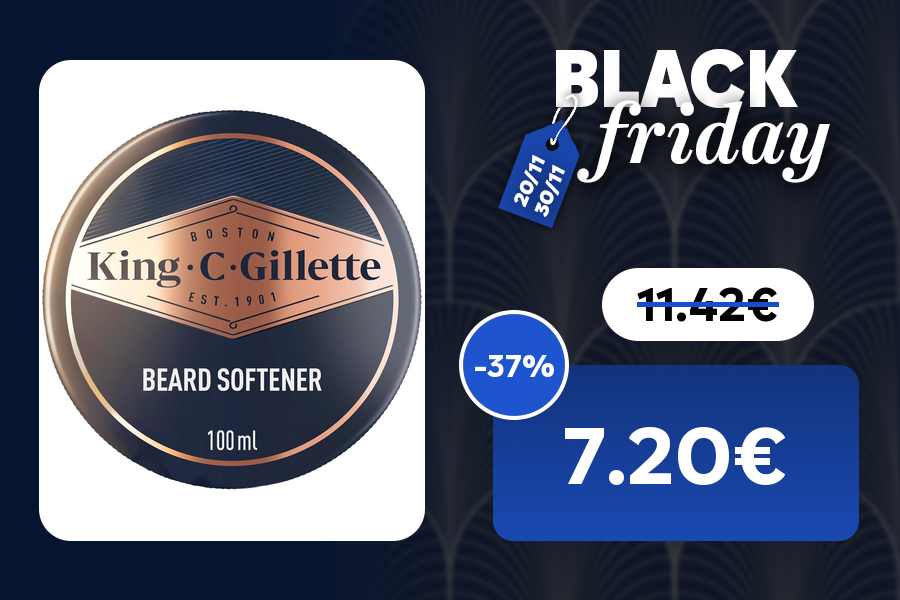 BLACK
friday
20/11
30/11
BOSTON
King·C·Gillette
EST.1901
BEARD SOFTENER
100ml
11.42€
-37%
7.20€